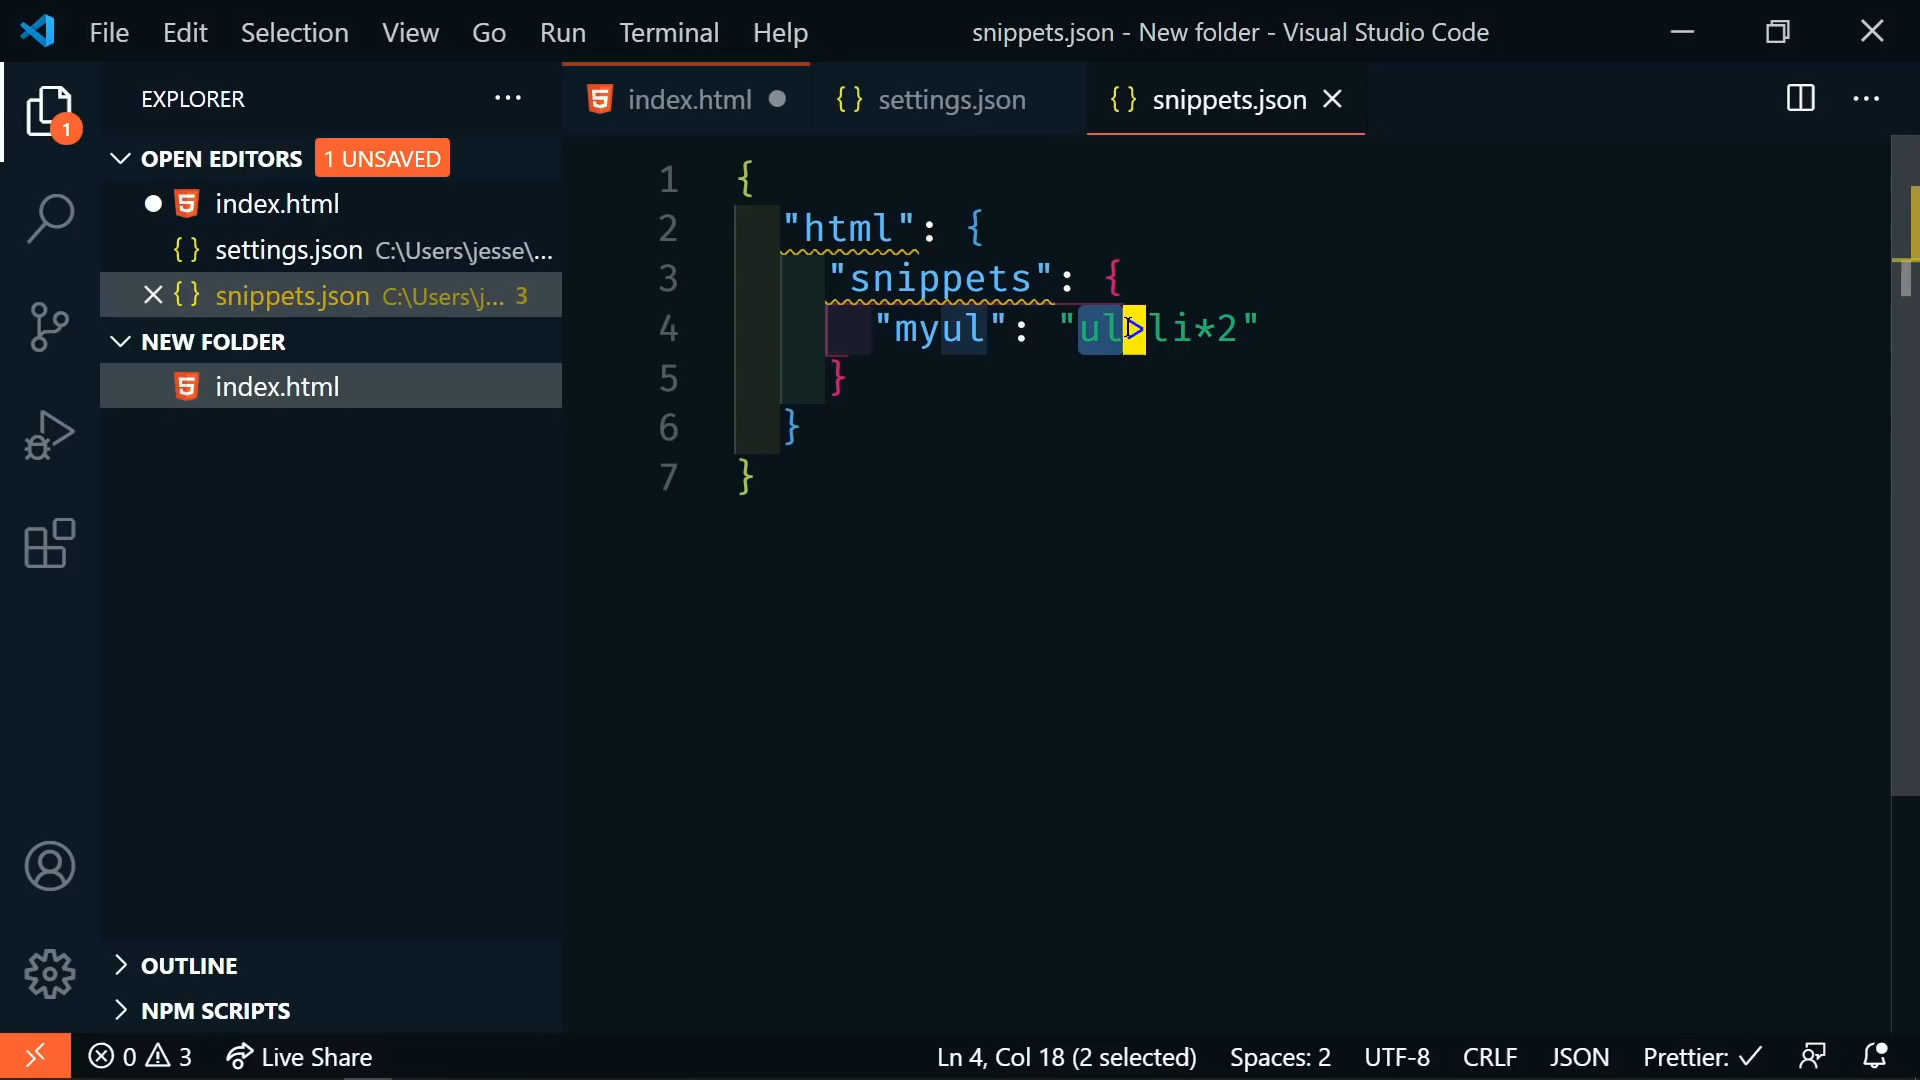 File Edit Selection View Go Run Terminal Help snippets.json - New folder - Visual Studio Code
EXPLORER
index.html
{ } settings.json
{ } snippets.json
1
OPEN EDITORS 1 UNSAVED
index.html
{ } settings.json C:\Users\jesse\...
{ } snippets.json C:\Users\j... 3
NEW FOLDER
index.html
1 {
2 "html": {
3 "snippets": {
4 "myul": "ul>li*2"
5 }
6 }
7 }
OUTLINE
NPM SCRIPTS
0 3 Live Share Ln 4, Col 18 (2 selected) Spaces: 2 UTF-8 CRLF JSON Prettier: ✓